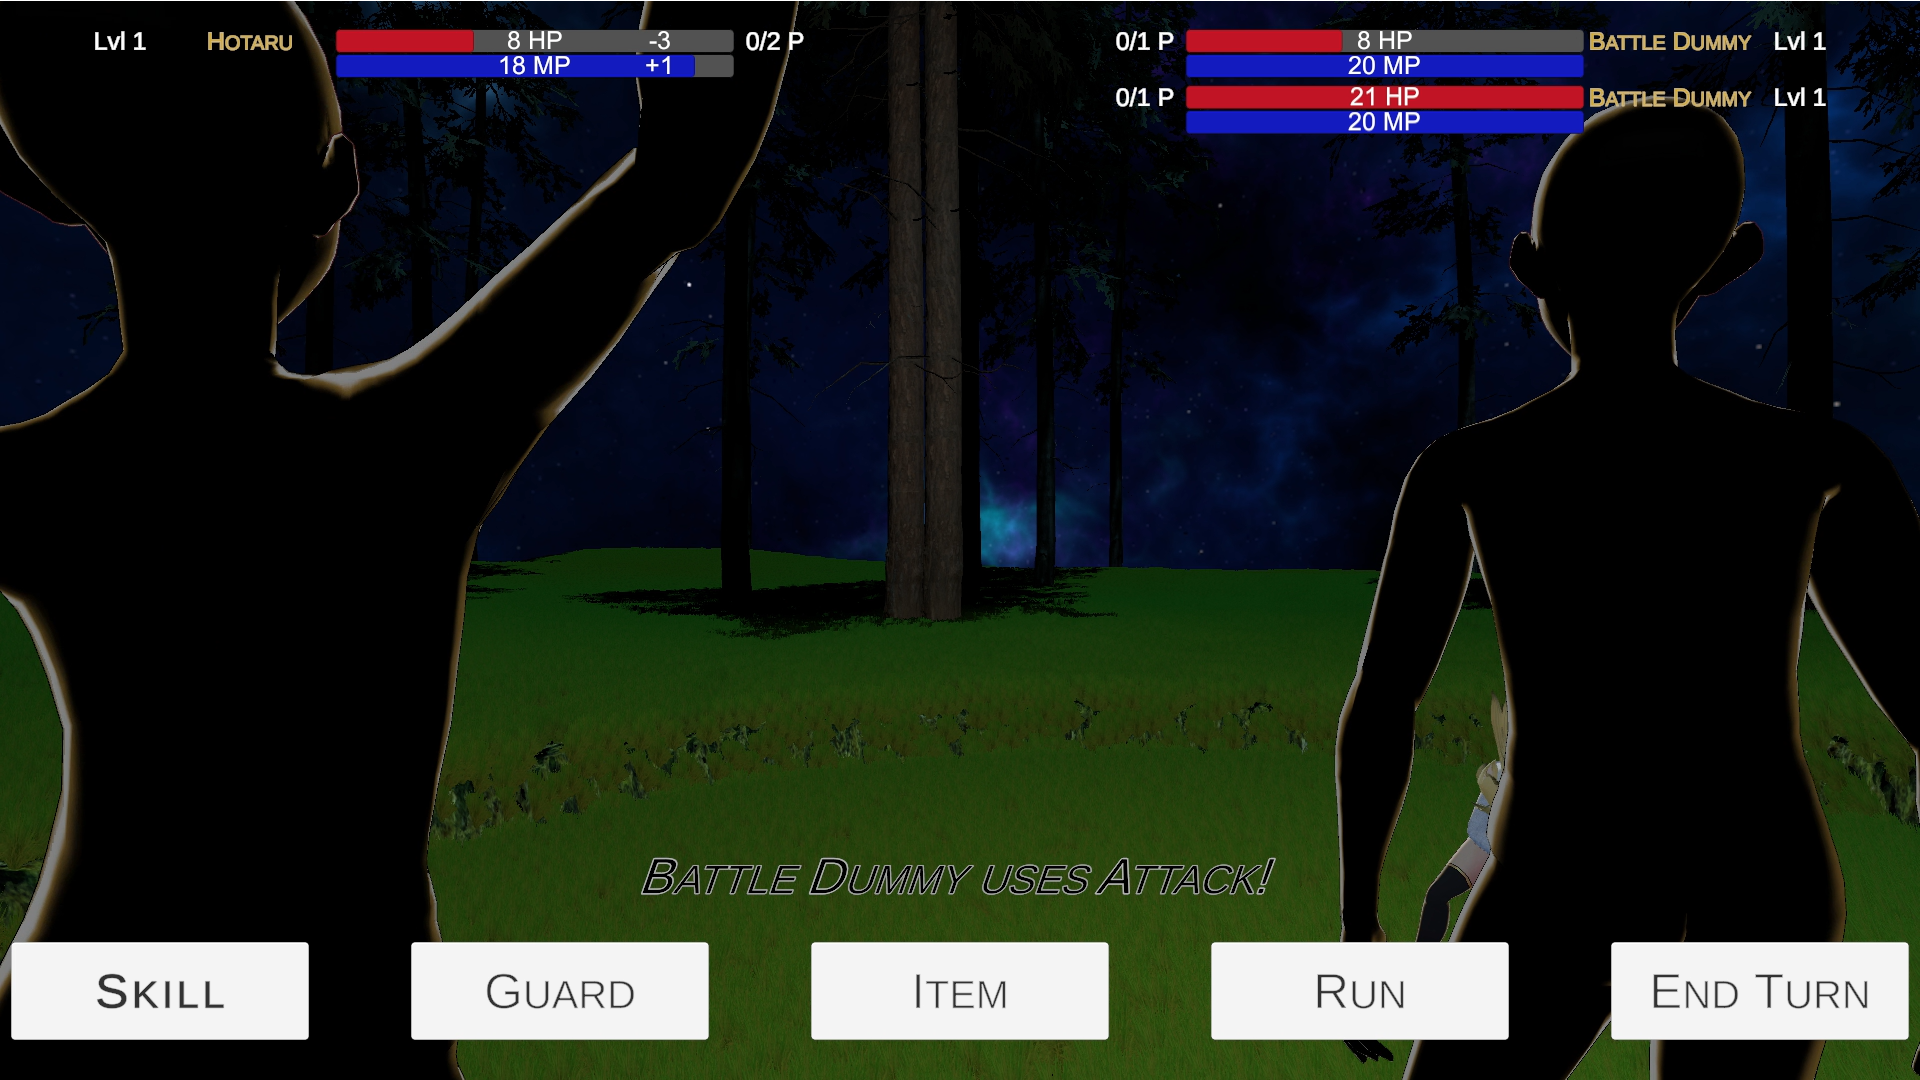 Lvl 1 HOTARU 8 HP -3 0/2 P
18 MP +1
0/1 P 8 HP BATTLE DUMMY Lvl 1
20 MP
0/1 P 21 HP BATTLE DUMMY Lvl 1
20 MP
BATTLE DUMMY USES ATTACK!
SKILL GUARD ITEM RUN END TURN